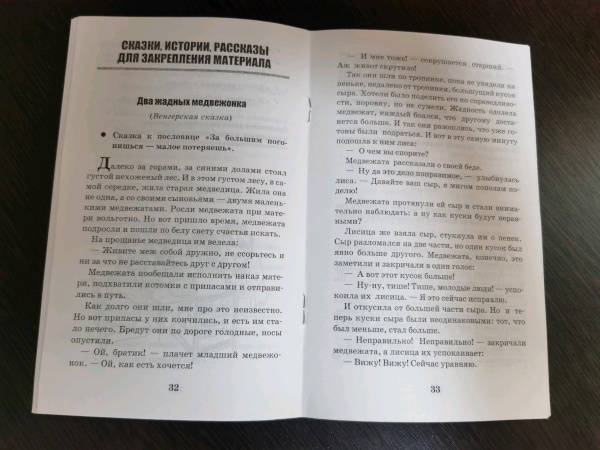 СКАЗКИ, ИСТОРИИ, РАССКАЗЫ
ДЛЯ ЗАКРЕПЛЕНИЯ МАТЕРИАЛА
Два жадных медвежонка
(Венгерская сказка)
● Сказка к пословице «За большим пого-
нишься — малое потеряешь».
Далеко за горами, за синими долами стоял
густой нехоженый лес. И в этом густом лесу, в са-
мой середке, жила старая медведица. Жила она
не одна, а со своими сыновьями — двумя малень-
кими медвежатами. Росли медвежата при мате-
ри вольготно. Но вот пришло время, медвежата
подросли и пошли по белу свету счастья искать.
На прощанье медведица им велела:
— Живите меж собой дружно, не ссорьтесь и
ни за что не расставайтесь друг с другом!
Медвежата пообещали исполнить наказ мате-
ри, подхватили котомки с припасами и отправи-
лись в путь.
Как долго они шли, мне про это неизвестно.
Но вот припасы у них кончились, и есть им ста-
ло нечего. Бредут они по дороге голодные, носы
опустили.
— Ой, братик! — плачет младший медвежо-
нок. — Ой, как есть хочется!
32
— И мне тоже! — сокрушается старший. —
Аж живот скрутило!
Так они шли по тропинке, пока не увидели на
пеньке, недалеко от тропинки, большущий кусок
сыра. Хотели было поделить его по справедливо-
сти, поровну, но не сумели. Жадность одолела
медвежат, каждый боялся, что другому доста-
нется больше. И так они разошлись, что уже го-
товы были подраться. И вот в эту самую минуту
подошла к ним лиса:
— О чем вы спорите?
Медвежата рассказали о своей беде.
— Ну да это дело поправимое, — улыбнулась
лиса. — Давайте ваш сыр, я мигом пополам по-
делю!
Медвежата протянули ей сыр и стали внима-
тельно наблюдать: а ну как куски будут нерав-
ными?
Лисица же взяла сыр, стукнула им о пенек.
Сыр разломался на две части, но один кусок был
явно больше другого. Медвежата, конечно, это
заметили и закричали в один голос:
— А вот этот кусок больше!
— Ну-ну, тише! Тише, молодые люди! — успо-
коила их лисица. — Я это сейчас исправлю.
И откусила от большей части сыра. Но и те-
перь куски сыра были неодинаковыми: тот, что
был меньше, стал больше.
— Неправильно! Неправильно! — закричали
медвежата, а лисица их успокаивает:
— Вижу! Вижу! Сейчас уравняю.
33